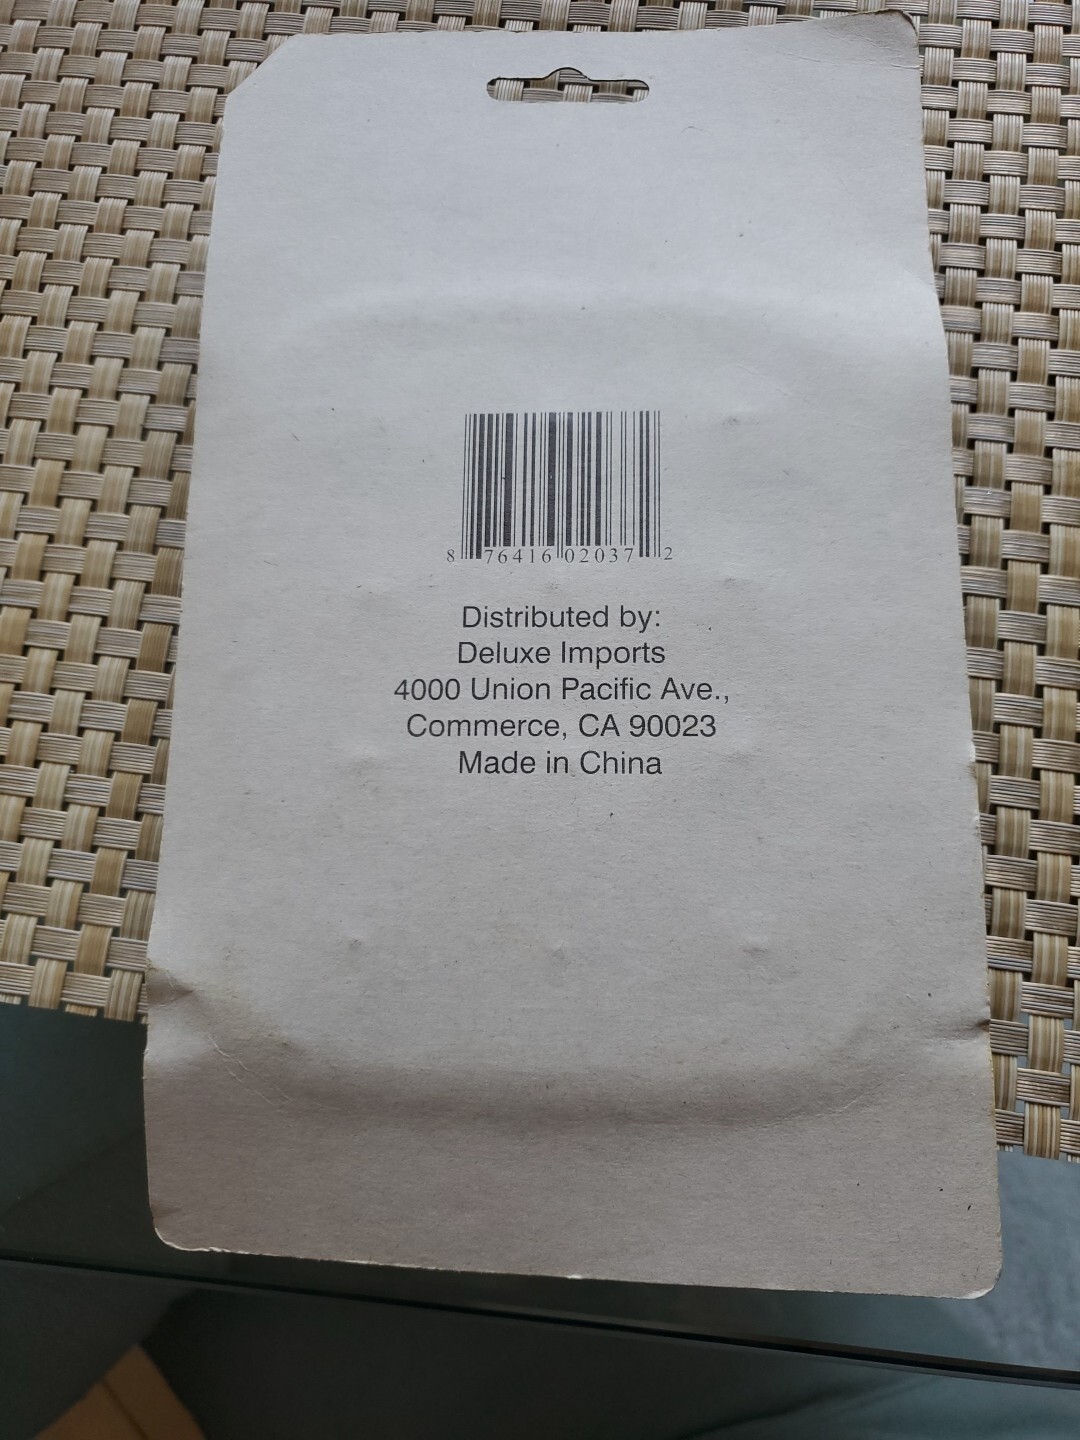 8 76416 02037 2
Distributed by:
Deluxe Imports
4000 Union Pacific Ave.,
Commerce, CA 90023
Made in China